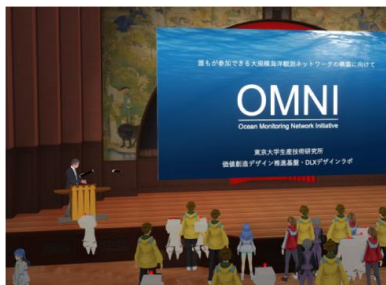 誰もが参加できる大規模海洋観測ネットワークの構築に向けて
OMNI
Ocean Monitoring Network Initiative
東京大学生産技術研究所
価値創造デザイン推進基盤・DLXデザインラボ